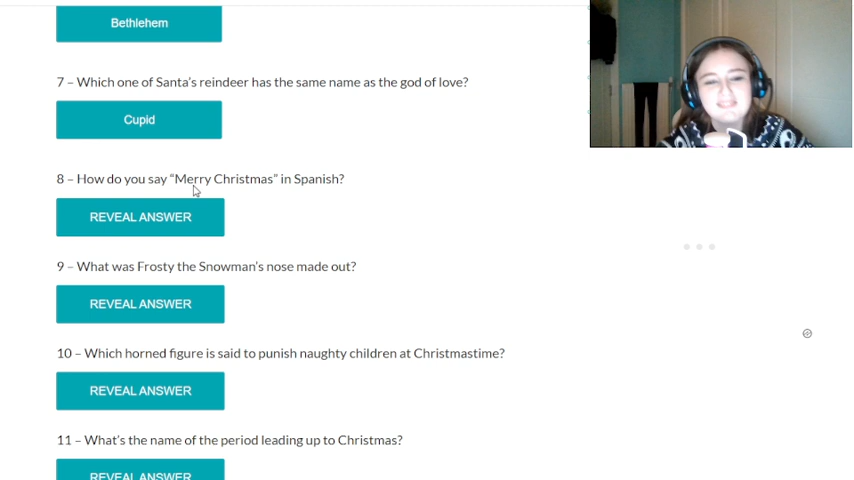 Bethlehem
7 – Which one of Santa’s reindeer has the same name as the god of love?
Cupid
8 – How do you say “Merry Christmas” in Spanish?
REVEAL ANSWER
9 – What was Frosty the Snowman’s nose made out?
REVEAL ANSWER
10 – Which horned figure is said to punish naughty children at Christmastime?
REVEAL ANSWER
11 – What’s the name of the period leading up to Christmas?
REVEAL ANSWER